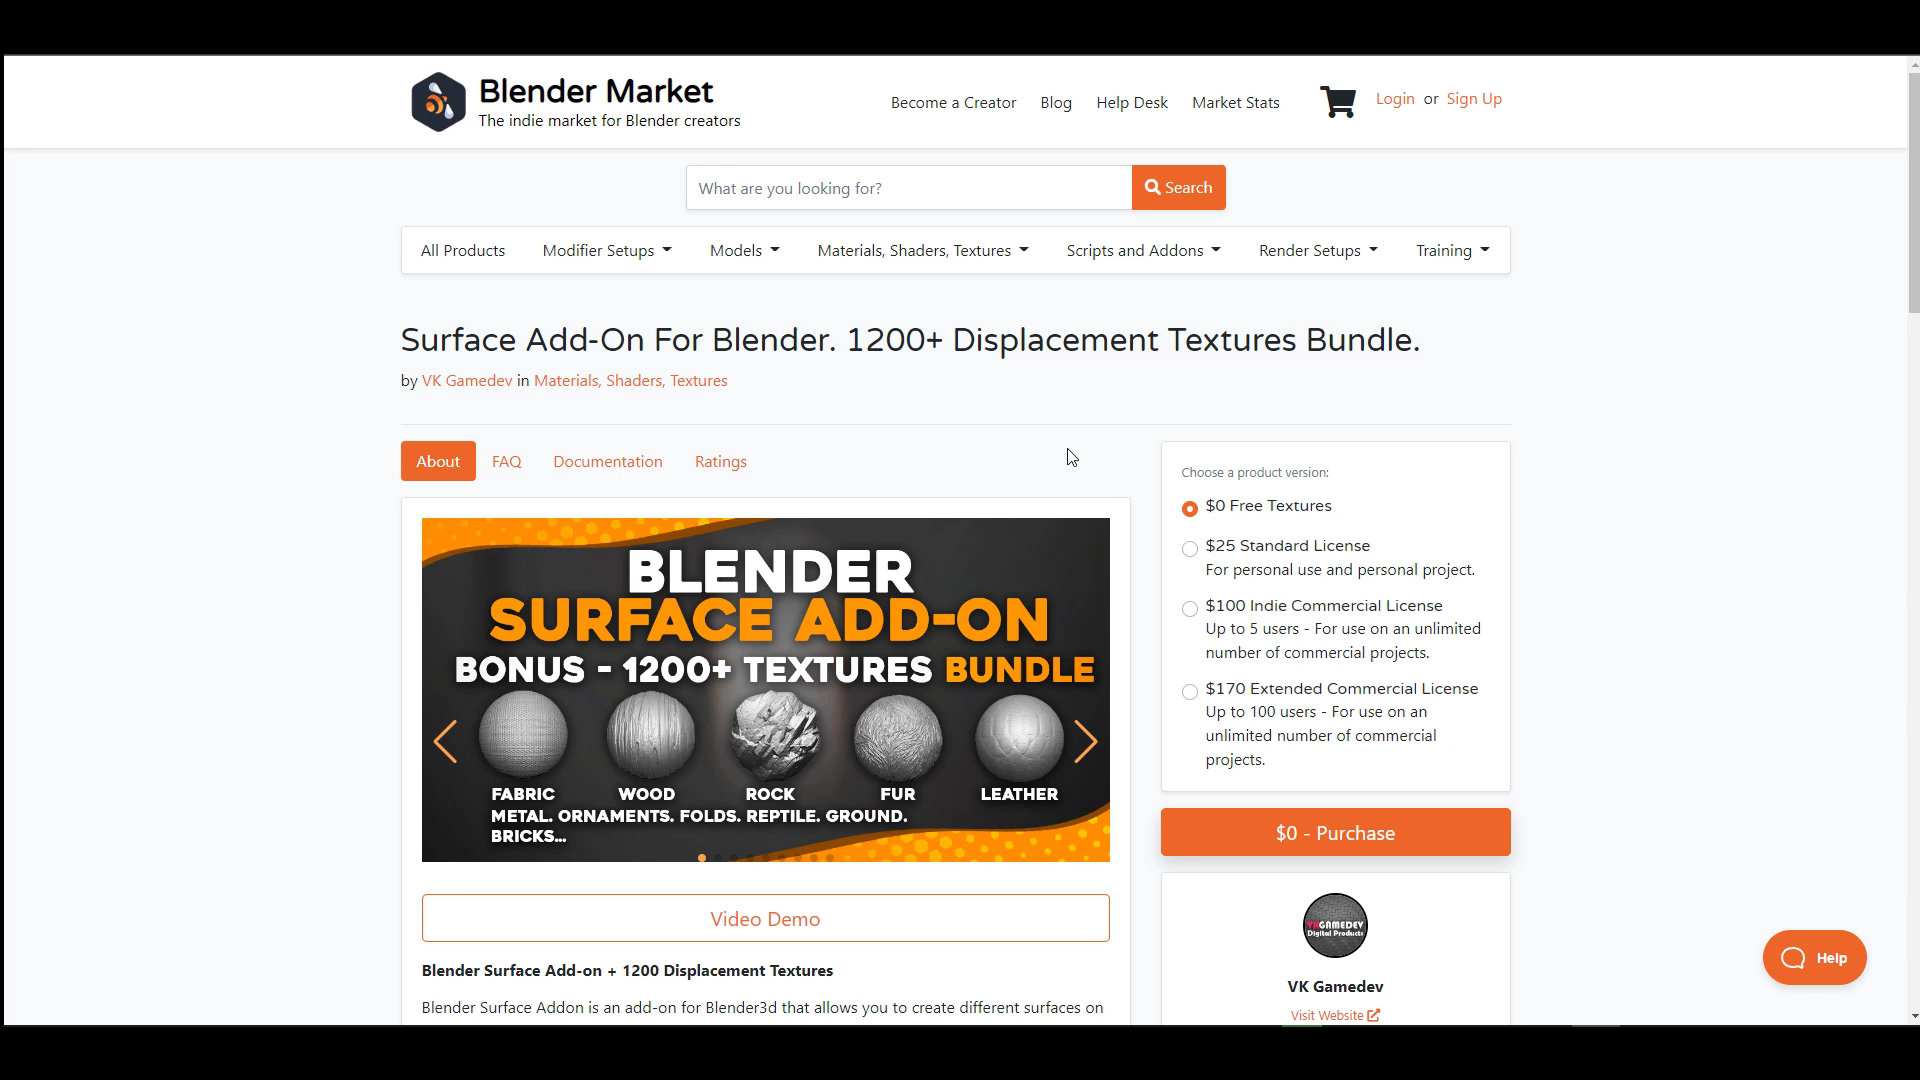 Blender Market
The indie market for Blender creators
Become a Creator Blog Help Desk Market Stats Login or Sign Up
What are you looking for? Search
All Products Modifier Setups Models Materials, Shaders, Textures Scripts and Addons Render Setups Training
Surface Add-On For Blender. 1200+ Displacement Textures Bundle.
by VK Gamedev in Materials, Shaders, Textures
About FAQ Documentation Ratings
BLENDER
SURFACE ADD-ON
BONUS - 1200+ TEXTURES BUNDLE
FABRIC WOOD ROCK FUR LEATHER
METAL. ORNAMENTS. FOLDS. REPTILE. GROUND.
BRICKS...
Video Demo
Blender Surface Add-on + 1200 Displacement Textures
Blender Surface Addon is an add-on for Blender3d that allows you to create different surfaces on
Choose a product version:
$0 Free Textures
$25 Standard License
For personal use and personal project.
$100 Indie Commercial License
Up to 5 users - For use on an unlimited
number of commercial projects.
$170 Extended Commercial License
Up to 100 users - For use on an
unlimited number of commercial
projects.
$0 - Purchase
VKGAMEDEV
Digital Products
VK Gamedev
Visit Website
Help